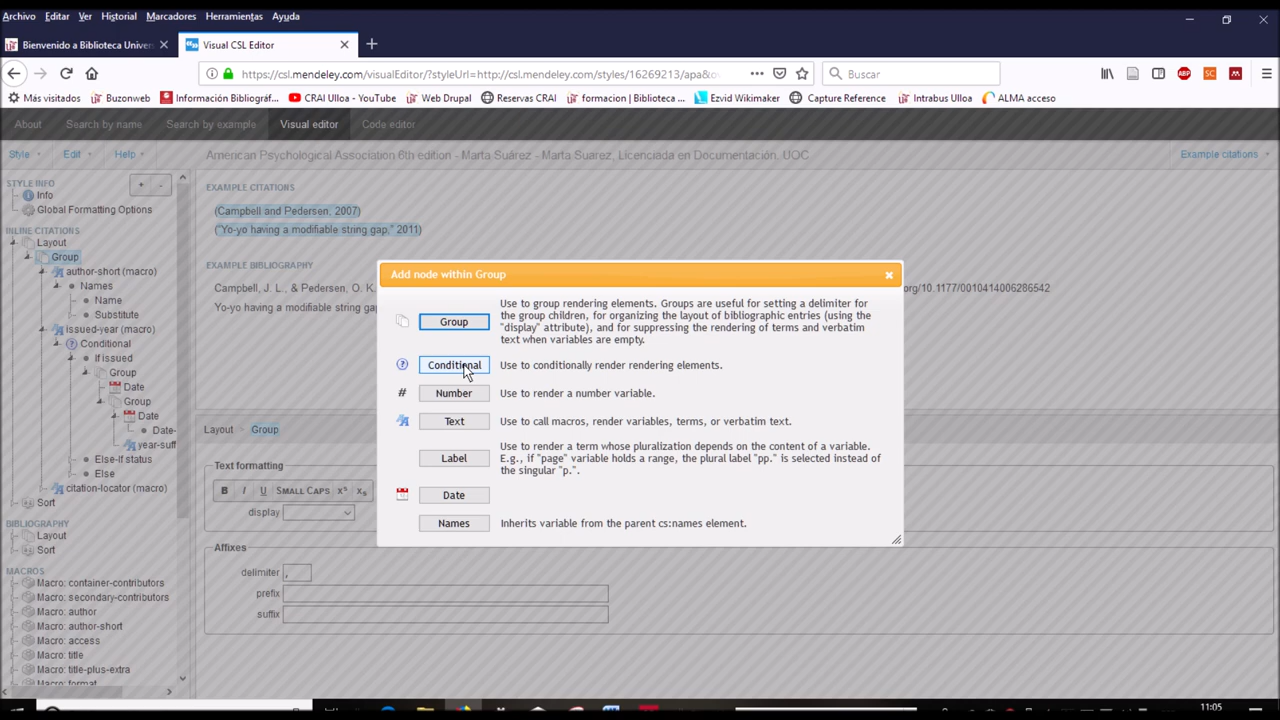 Archivo Editar Ver Historial Marcadores Herramientas Ayuda
Bienvenido a Biblioteca Univers
Visual CSL Editor
https://csl.mendeley.com/visualEditor/?styleUrl=http://csl.mendeley.com/styles/16269213/apa&
Buscar
Más visitados Buzonweb Información Bibliográf... CRAI Ulloa - YouTube Web Drupal Reservas CRAI formacion | Biblioteca ... Ezvid Wikimaker Capture Reference Intrabus Ulloa ALMA acceso
About Search by name Search by example Visual editor Code editor
Style Edit Help
American Psychological Association 6th edition - Marta Suárez - Marta Suarez, Licenciada en Documentación. UOC
Example citations
STYLE INFO
+ -
Info
Global Formatting Options
INLINE CITATIONS
Layout
Group
author-short (macro)
Names
Name
Substitute
issued-year (macro)
Conditional
If issued
Group
Date
Group
Date
Date-
year-suff
Else-If status
Else
citation-locator (macro)
Sort
BIBLIOGRAPHY
Layout
Sort
MACROS
Macro: container-contributors
Macro: secondary-contributors
Macro: author
Macro: author-short
Macro: access
Macro: title
Macro: title-plus-extra
Macro: format
EXAMPLE CITATIONS
(Campbell and Pedersen, 2007)
(“Yo-yo having a modifiable string gap,” 2011)
EXAMPLE BIBLIOGRAPHY
Campbell, J. L., & Pedersen, O. K.
org/10.1177/0010414006286542
Yo-yo having a modifiable string ga
Add node within Group
Group
Use to group rendering elements. Groups are useful for setting a delimiter for
the group children, for organizing the layout of bibliographic entries (using the
"display" attribute), and for suppressing the rendering of terms and verbatim
text when variables are empty.
Conditional
Use to conditionally render rendering elements.
# Number
Use to render a number variable.
Text
Use to call macros, render variables, terms, or verbatim text.
Label
Use to render a term whose pluralization depends on the content of a variable.
E.g., if "page" variable holds a range, the plural label "pp." is selected instead of
the singular "p.".
Date
Names
Inherits variable from the parent cs:names element.
Layout > Group
Text formatting
B I U SMALL CAPS X² X₂
display
Affixes
delimiter ,
prefix
suffix
11:05